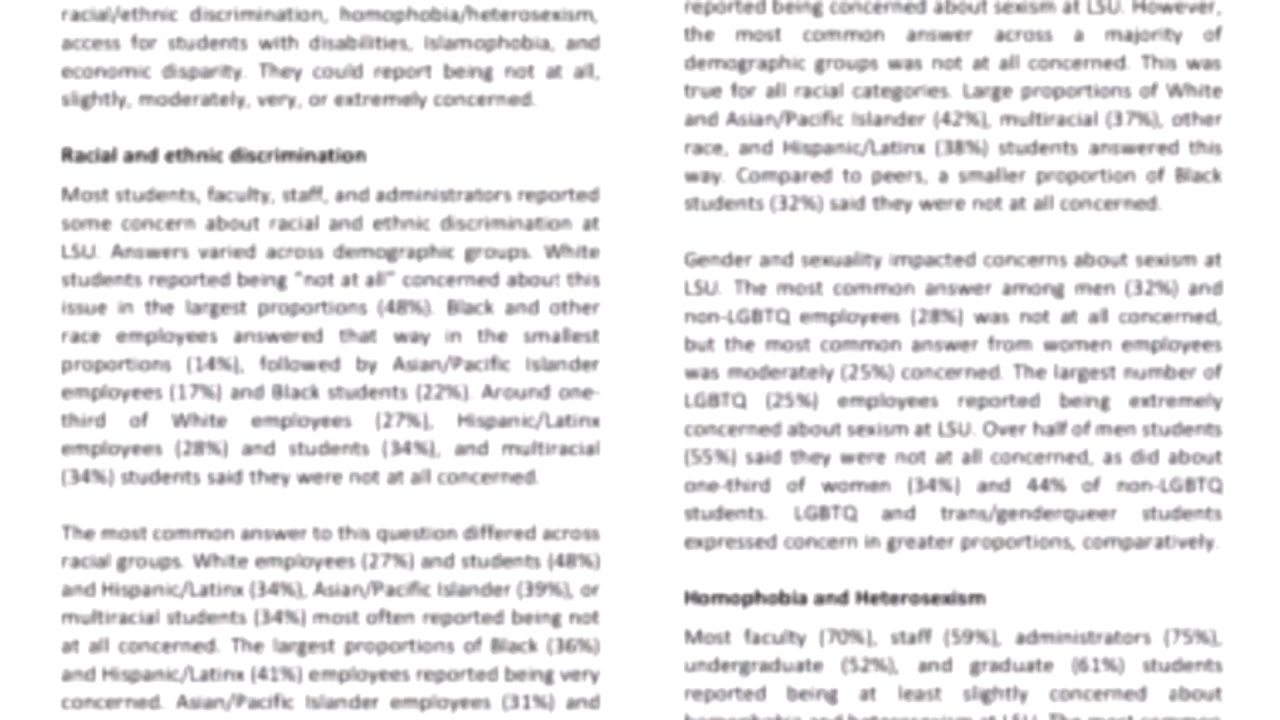 racial/ethnic discrimination, homophobia/heterosexism,
access for students with disabilities, Islamophobia, and
economic disparity. They could report being not at all,
slightly, moderately, very, or extremely concerned.
Racial and ethnic discrimination
Most students, faculty, staff, and administrators reported
some concern about racial and ethnic discrimination at
LSU. Answers varied across demographic groups. White
students reported being "not at all" concerned about this
issue in the largest proportions (48%). Black and other
race employees answered that way in the smallest
proportions (14%), followed by Asian/Pacific Islander
employees (17%) and Black students (22%). Around one-
third of White employees (27%), Hispanic/Latinx
employees (28%) and students (34%), and multiracial
(34%) students said they were not at all concerned.
The most common answer to this question differed across
racial groups. White employees (27%) and students (48%)
and Hispanic/Latinx (34%), Asian/Pacific Islander (39%), or
multiracial students (34%) most often reported being not
at all concerned. The largest proportions of Black (36%)
and Hispanic/Latinx (41%) employees reported being very
concerned. Asian/Pacific Islander employees (31%) and
reported being concerned about sexism at LSU. However,
the most common answer across a majority of
demographic groups was not at all concerned. This was
true for all racial categories. Large proportions of White
and Asian/Pacific Islander (42%), multiracial (37%), other
race, and Hispanic/Latinx (38%) students answered this
way. Compared to peers, a smaller proportion of Black
students (32%) said they were not at all concerned.
Gender and sexuality impacted concerns about sexism at
LSU. The most common answer among men (32%) and
non-LGBTQ employees (28%) was not at all concerned,
but the most common answer from women employees
was moderately (25%) concerned. The largest number of
LGBTQ (25%) employees reported being extremely
concerned about sexism at LSU. Over half of men students
(55%) said they were not at all concerned, as did about
one-third of women (34%) and 44% of non-LGBTQ
students. LGBTQ and trans/genderqueer students
expressed concern in greater proportions, comparatively.
Homophobia and Heterosexism
Most faculty (70%), staff (59%), administrators (75%),
undergraduate (52%), and graduate (61%) students
reported being at least slightly concerned about
homophobia and heterosexism at LSU. The most common